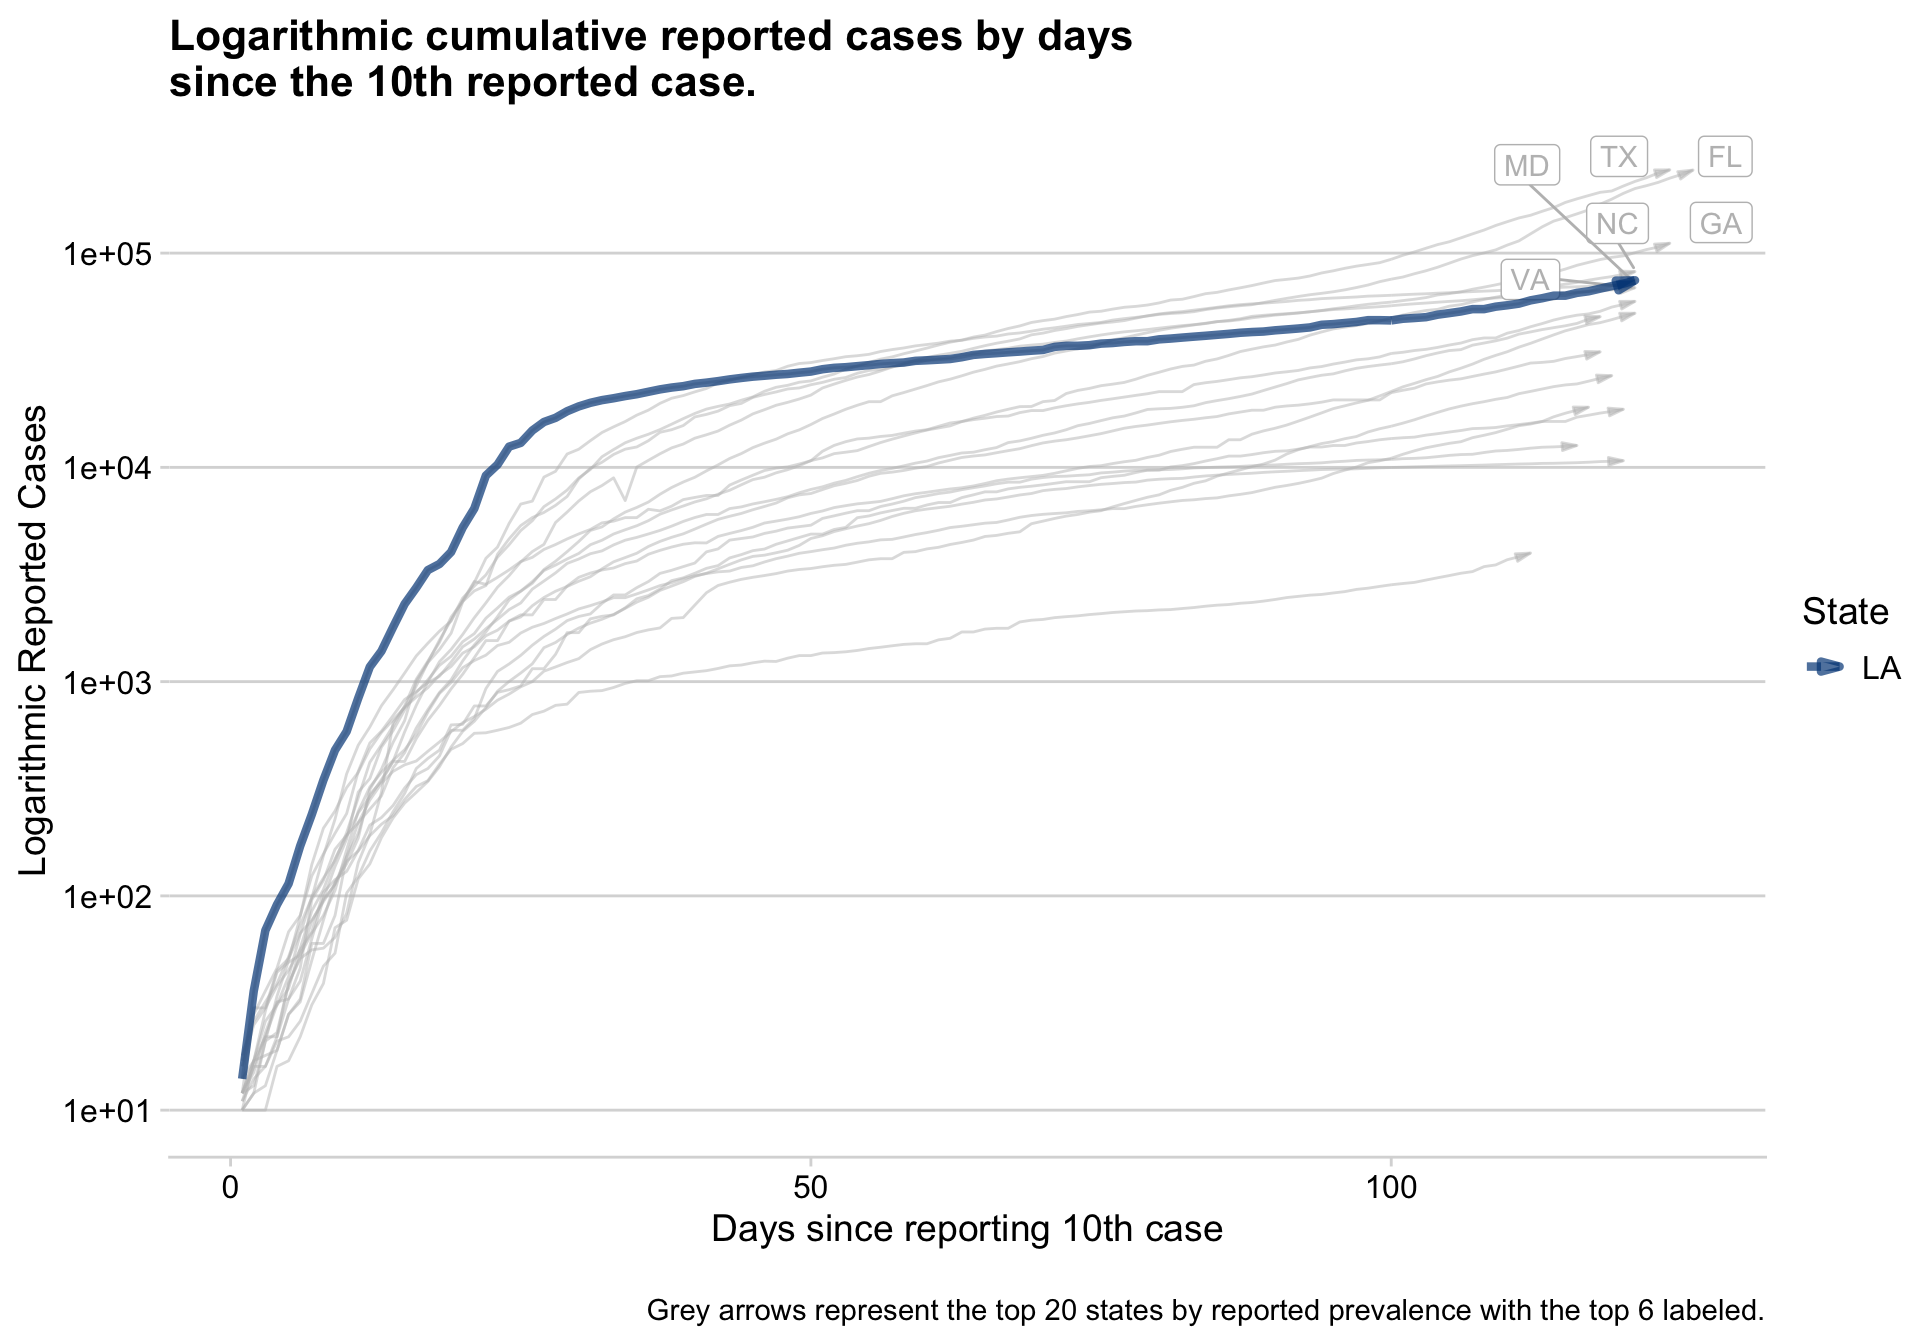 Logarithmic cumulative reported cases by days
since the 10th reported case.
MD
TX
FL
NC
GA
VA
1e+05
1e+04
1e+03
1e+02
1e+01
Logarithmic Reported Cases
0
50
100
Days since reporting 10th case
State
LA
Grey arrows represent the top 20 states by reported prevalence with the top 6 labeled.